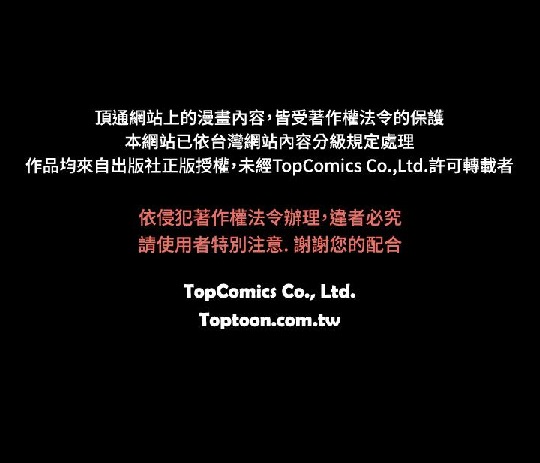 頂通網站上的漫畫內容，皆受著作權法令的保護
本網站已依台灣網站內容分級規定處理
作品均來自出版社正版授權，未經TopComics Co.,Ltd.許可轉載者
依侵犯著作權法令辦理，違者必究
請使用者特別注意. 謝謝您的配合
TopComics Co., Ltd.
Toptoon.com.tw